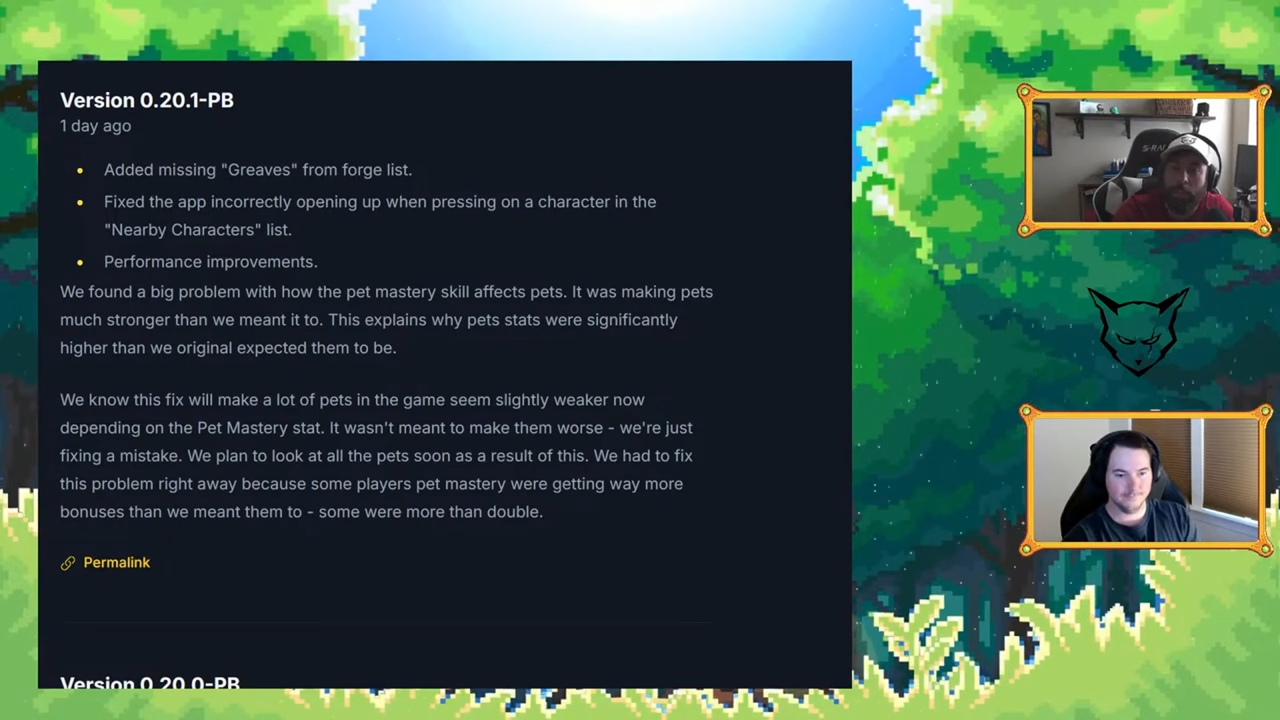 Version 0.20.1-PB
1 day ago
Added missing "Greaves" from forge list.
Fixed the app incorrectly opening up when pressing on a character in the
"Nearby Characters" list.
Performance improvements.
We found a big problem with how the pet mastery skill affects pets. It was making pets
much stronger than we meant it to. This explains why pets stats were significantly
higher than we original expected them to be.
We know this fix will make a lot of pets in the game seem slightly weaker now
depending on the Pet Mastery stat. It wasn't meant to make them worse - we're just
fixing a mistake. We plan to look at all the pets soon as a result of this. We had to fix
this problem right away because some players pet mastery were getting way more
bonuses than we meant them to - some were more than double.
Permalink
Version 0.20.0-PB